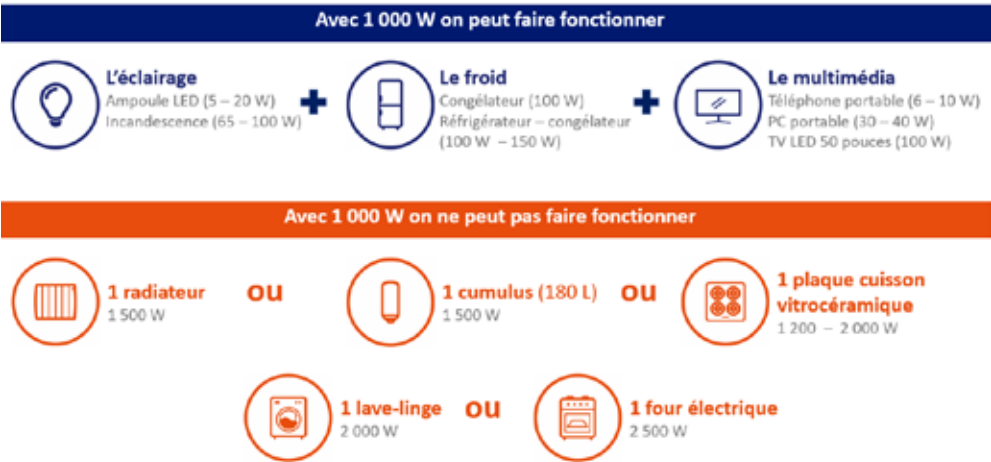 Avec 1 000 W on peut faire fonctionner
L'éclairage
Ampoule LED (5 – 20 W)
Incandescence (65 – 100 W)
+
Le froid
Congélateur (100 W)
Réfrigérateur – congélateur
(100 W – 150 W)
+
Le multimédia
Téléphone portable (6 – 10 W)
PC portable (30 – 40 W)
TV LED 50 pouces (100 W)
Avec 1 000 W on ne peut pas faire fonctionner
1 radiateur
1 500 W
ou
1 cumulus (180 L)
1 500 W
ou
1 plaque cuisson
vitrocéramique
1 200 – 2 000 W
1 lave-linge
2 000 W
ou
1 four électrique
2 500 W